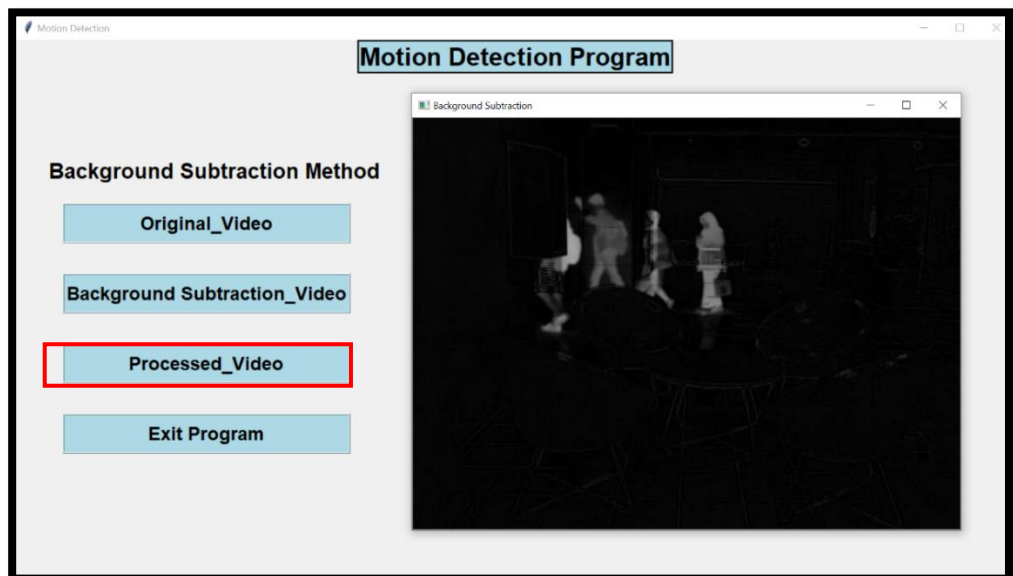 Motion Detection
Motion Detection Program
Background Subtraction
Background Subtraction Method
Original_Video
Background Subtraction_Video
Processed_Video
Exit Program